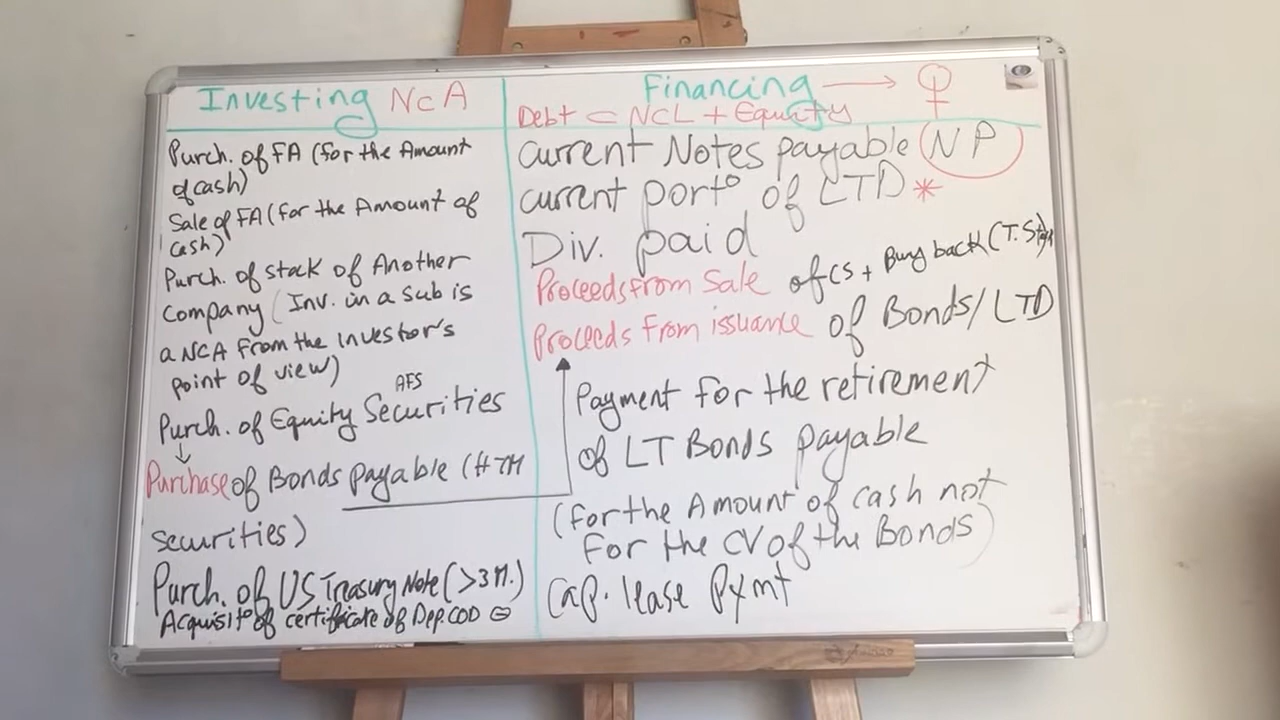 Investing NCA
Purch. of FA (for the Amount
of cash)
Sale of FA (for the Amount of
cash)
Purch. of stock of Another
company (Inv. in a sub is
a NCA from the investor's
point of view)
AFS
Purch. of Equity Securities
Purchase of Bonds payable (HTM
securities)
Purch. of US Treasury Note (>3M.)
Acquisit° of certificate of Dep. COD
Financing
Debt ⊂ NCL + Equity
current Notes payable NP
current port° of LTD *
Div. paid
Proceeds from Sale of CS + Buy back (T.
Proceeds from issuance of Bonds/LTD
Payment for the retirement
of LT Bonds payable
(for the Amount of cash not
for the CV of the Bonds)
Cap. lease Pymt